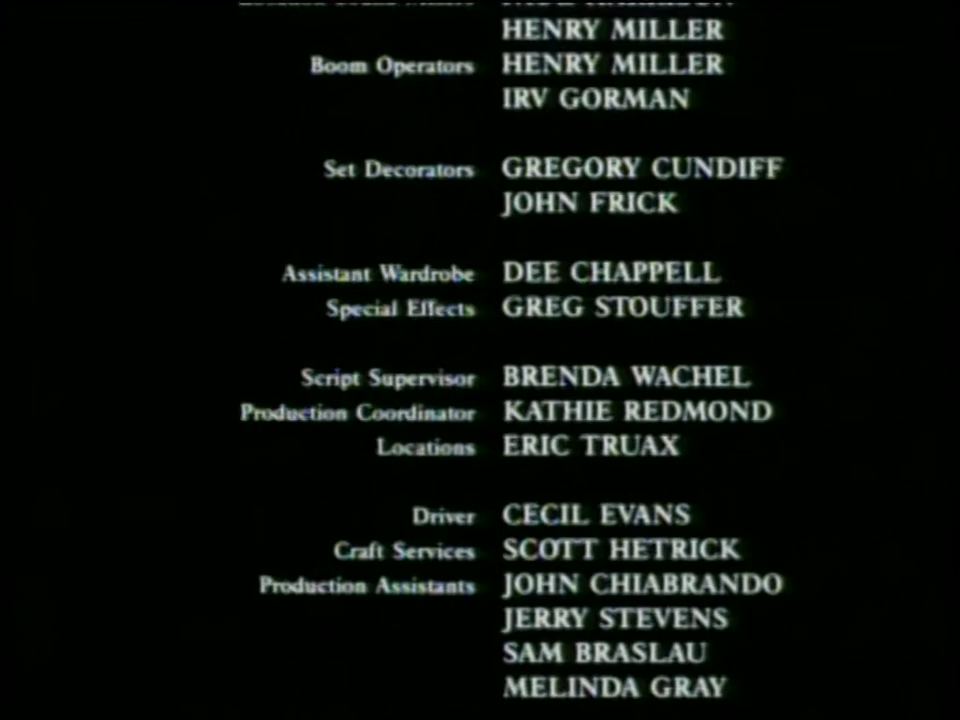 HENRY MILLER
Boom Operators HENRY MILLER
IRV GORMAN
Set Decorators GREGORY CUNDIFF
JOHN FRICK
Assistant Wardrobe DEE CHAPPELL
Special Effects GREG STOUFFER
Script Supervisor BRENDA WACHEL
Production Coordinator KATHIE REDMOND
Locations ERIC TRUAX
Driver CECIL EVANS
Craft Services SCOTT HETRICK
Production Assistants JOHN CHIABRANDO
JERRY STEVENS
SAM BRASLAU
MELINDA GRAY